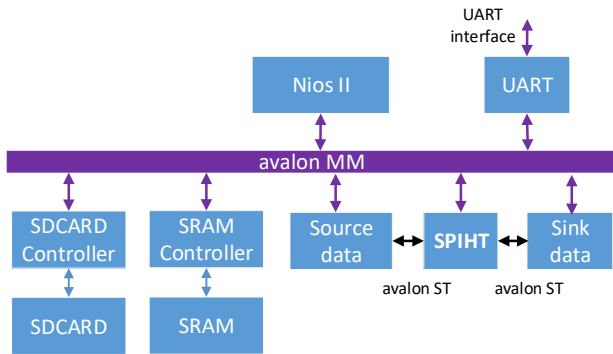 UART
interface
Nios II
UART
avalon MM
SDCARD
Controller
SRAM
Controller
Source
data
SPIHT
Sink
data
avalon ST
avalon ST
SDCARD
SRAM